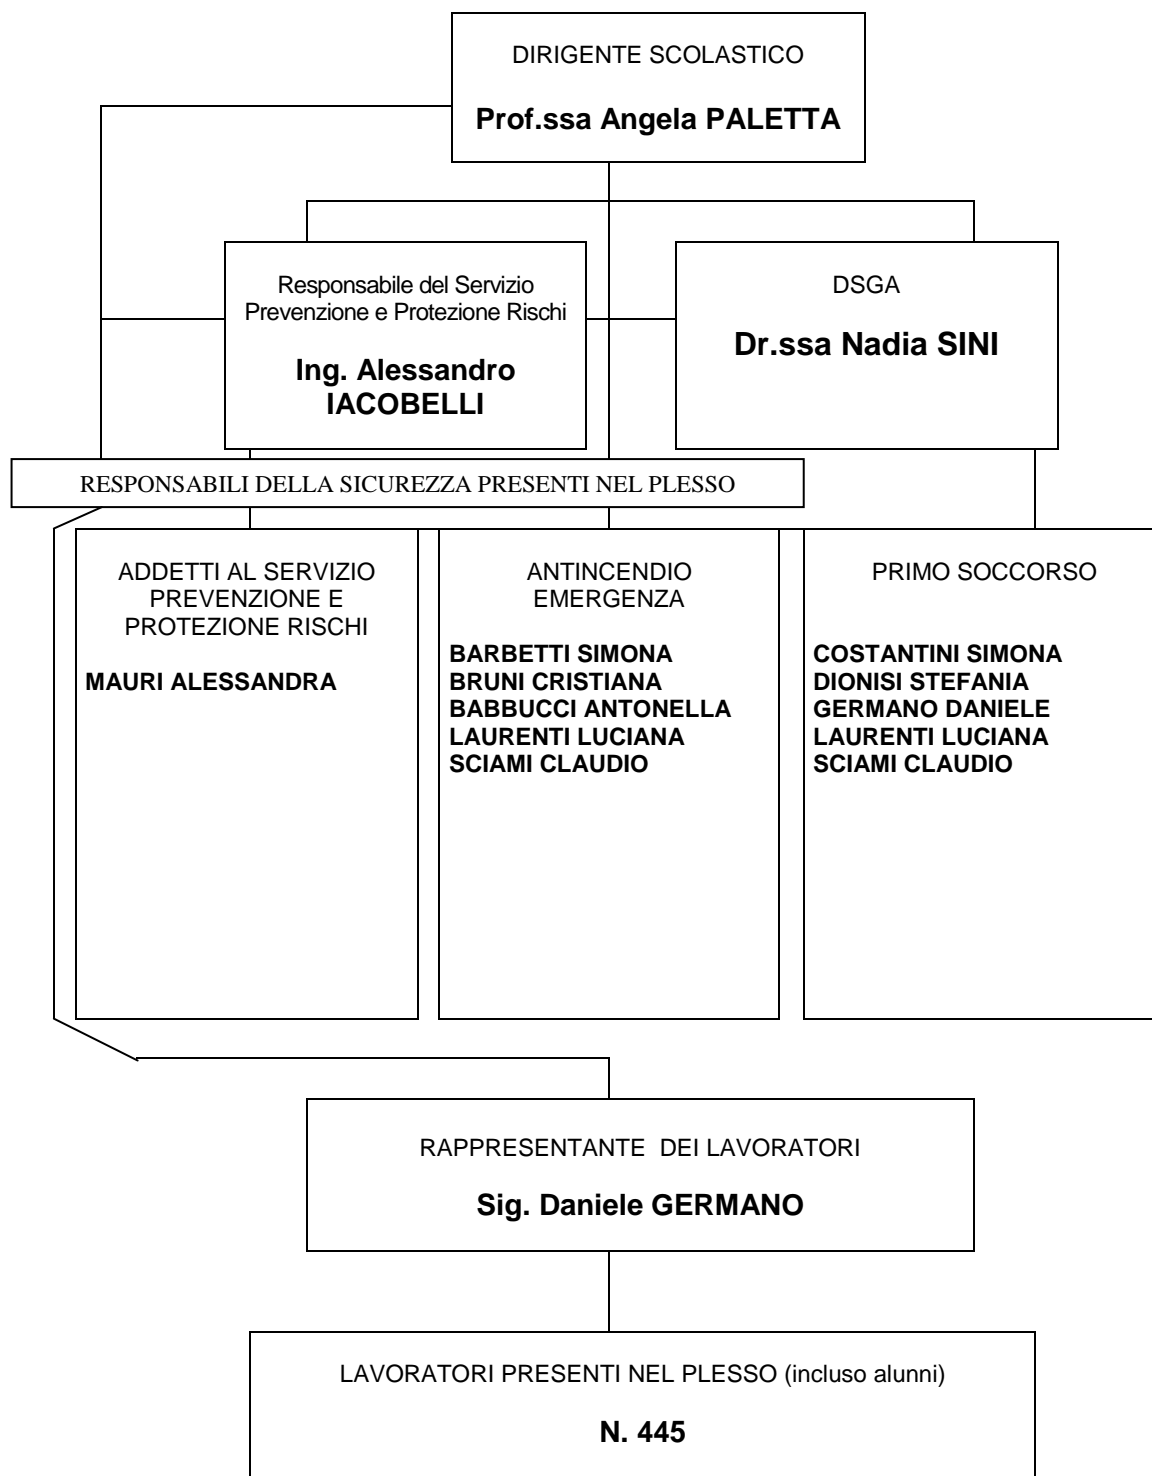 DIRIGENTE SCOLASTICO
Prof.ssa Angela PALETTA
Responsabile del Servizio
Prevenzione e Protezione Rischi
Ing. Alessandro
IACOBELLI
DSGA
Dr.ssa Nadia SINI
RESPONSABILI DELLA SICUREZZA PRESENTI NEL PLESSO
ADDETTI AL SERVIZIO
PREVENZIONE E
PROTEZIONE RISCHI
MAURI ALESSANDRA
ANTINCENDIO
EMERGENZA
BARBETTI SIMONA
BRUNI CRISTIANA
BABBUCCI ANTONELLA
LAURENTI LUCIANA
SCIAMI CLAUDIO
PRIMO SOCCORSO
COSTANTINI SIMONA
DIONISI STEFANIA
GERMANO DANIELE
LAURENTI LUCIANA
SCIAMI CLAUDIO
RAPPRESENTANTE DEI LAVORATORI
Sig. Daniele GERMANO
LAVORATORI PRESENTI NEL PLESSO (incluso alunni)
N. 445